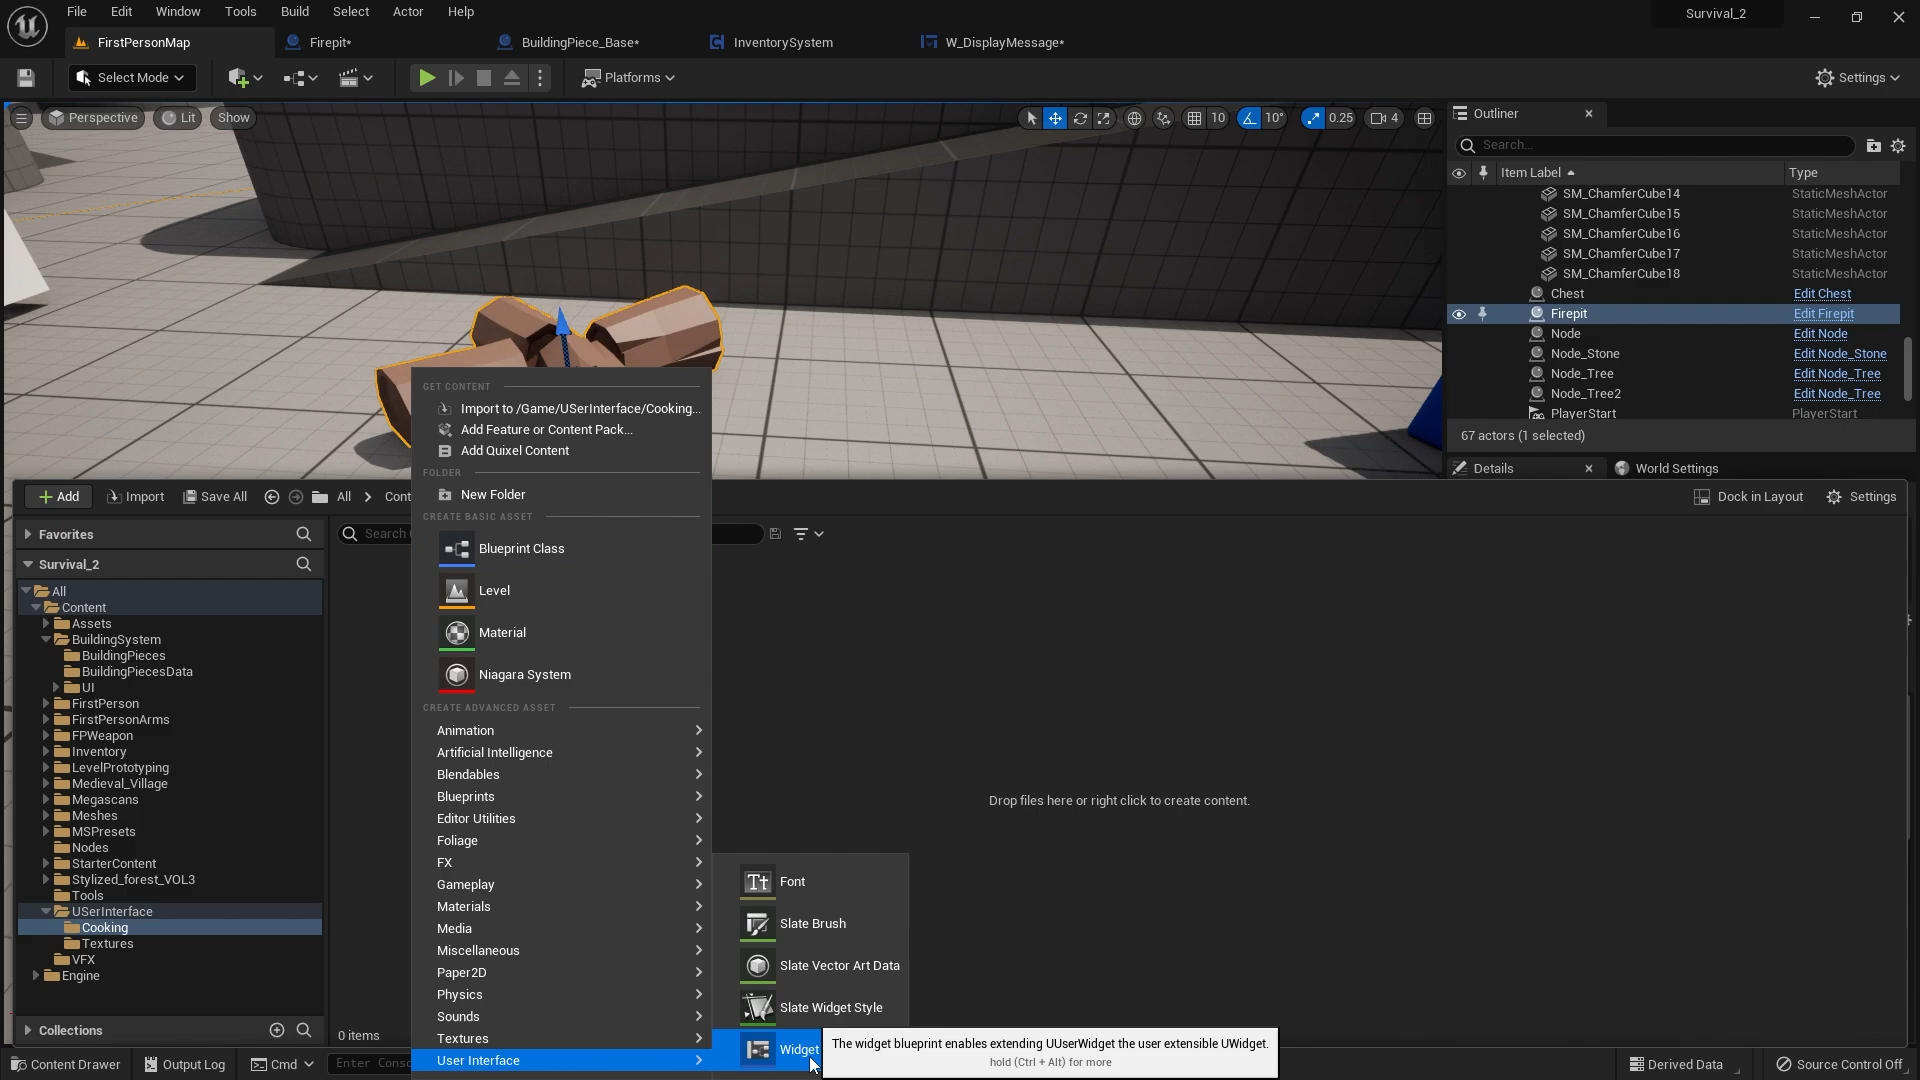 File Edit Window Tools Build Select Actor Help
Survival_2
FirstPersonMap
Firepit*
BuildingPiece_Base*
InventorySystem
W_DisplayMessage*
Select Mode
Platforms
Settings
Perspective
Lit
Show
10
10°
0.25
4
Outliner
Search...
Item Label
Type
SM_ChamferCube14 StaticMeshActor
SM_ChamferCube15 StaticMeshActor
SM_ChamferCube16 StaticMeshActor
SM_ChamferCube17 StaticMeshActor
SM_ChamferCube18 StaticMeshActor
Chest Edit Chest
Firepit Edit Firepit
Node Edit Node
Node_Stone Edit Node_Stone
Node_Tree Edit Node_Tree
Node_Tree2 Edit Node_Tree
PlayerStart PlayerStart
67 actors (1 selected)
Details
World Settings
GET CONTENT
Import to /Game/USerInterface/Cooking...
Add Feature or Content Pack...
Add Quixel Content
FOLDER
New Folder
CREATE BASIC ASSET
Blueprint Class
Level
Material
Niagara System
CREATE ADVANCED ASSET
Animation
Artificial Intelligence
Blendables
Blueprints
Editor Utilities
Foliage
FX
Gameplay
Materials
Media
Miscellaneous
Paper2D
Physics
Sounds
Textures
User Interface
Font
Slate Brush
Slate Vector Art Data
Slate Widget Style
Widget
The widget blueprint enables extending UUserWidget the user extensible UWidget.
hold (Ctrl + Alt) for more
Add
Import
Save All
All
Cont
Dock in Layout
Settings
Favorites
Search
Survival_2
All
Content
Assets
BuildingSystem
BuildingPieces
BuildingPiecesData
UI
FirstPerson
FirstPersonArms
FPWeapon
Inventory
LevelPrototyping
Medieval_Village
Megascans
Meshes
MSPresets
Nodes
StarterContent
Stylized_forest_VOL3
Tools
USerInterface
Cooking
Textures
VFX
Engine
Collections
Drop files here or right click to create content.
0 items
Content Drawer
Output Log
Cmd
Enter Conso
Derived Data
Source Control Off